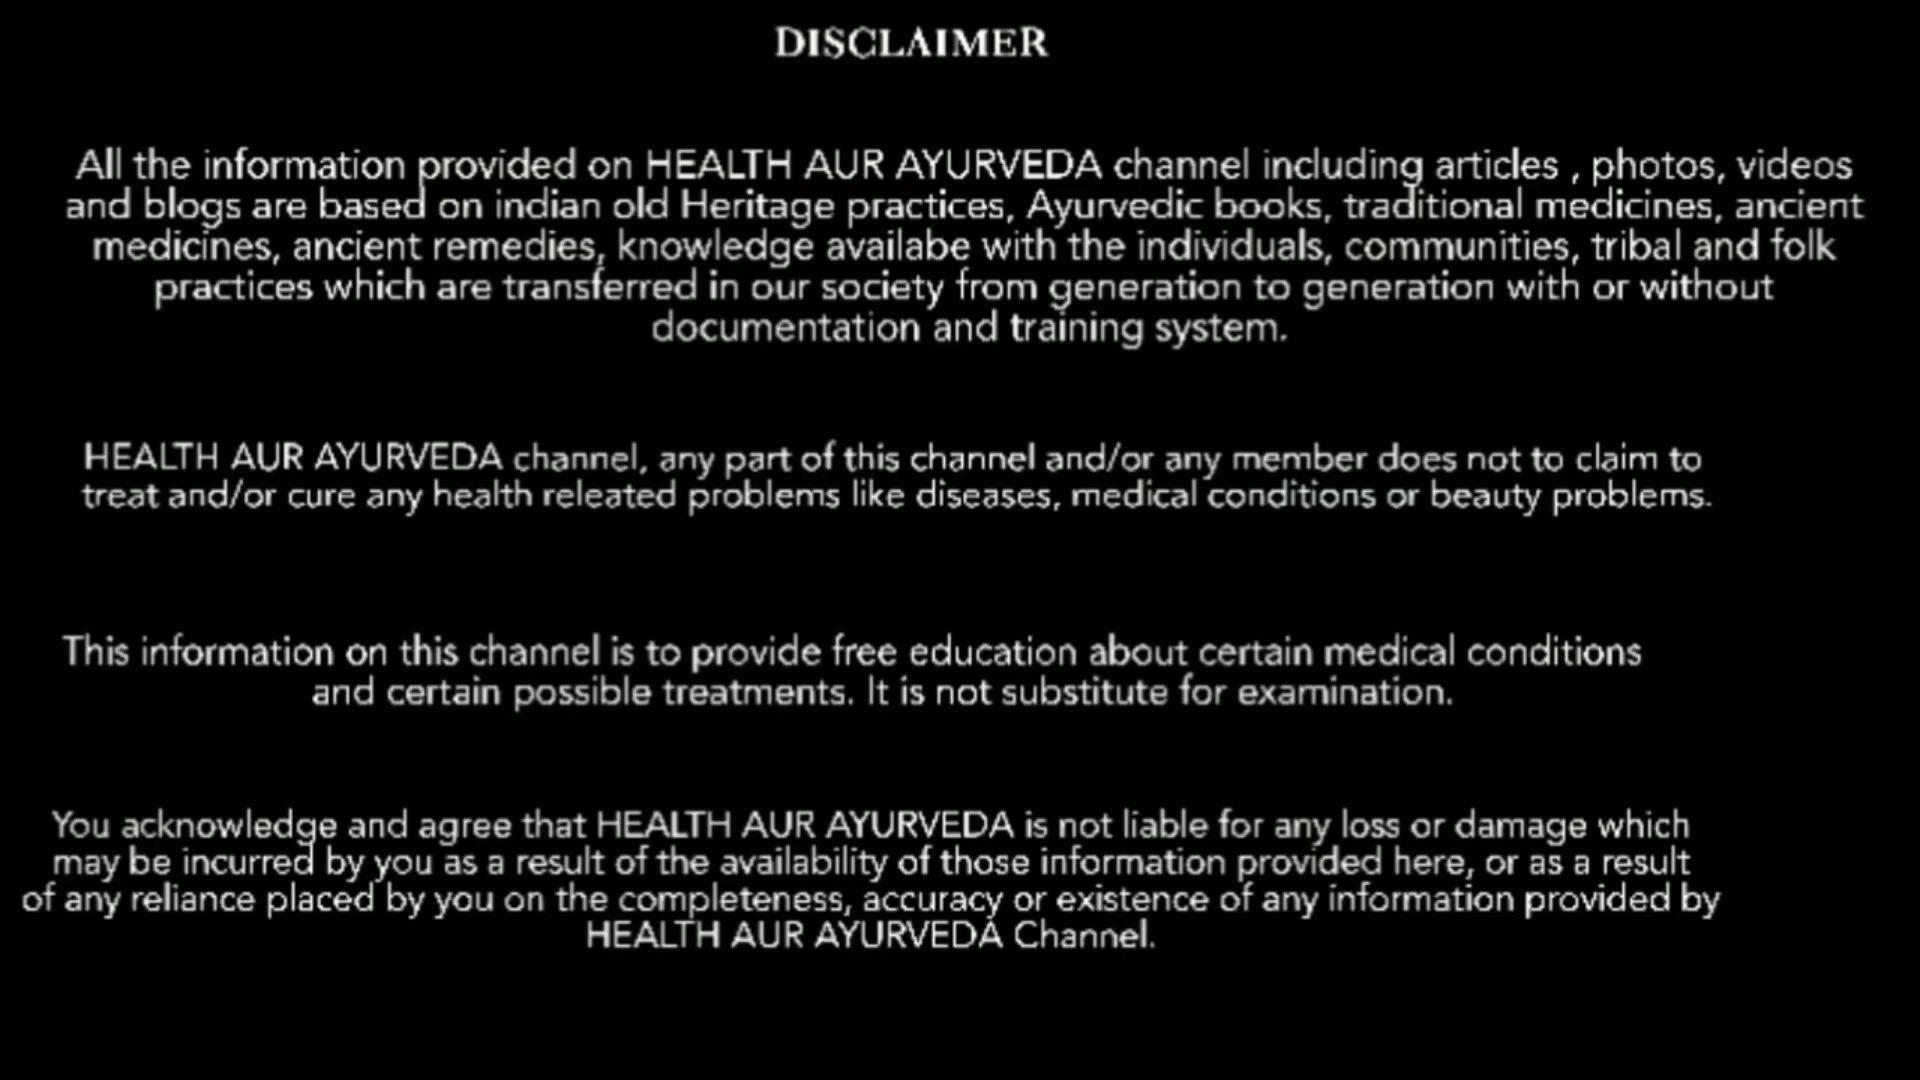 DISCLAIMER
All the information provided on HEALTH AUR AYURVEDA channel including articles , photos, videos
and blogs are based on indian old Heritage practices, Ayurvedic books, traditional medicines, ancient
medicines, ancient remedies, knowledge availabe with the individuals, communities, tribal and folk
practices which are transferred in our society from generation to generation with or without
documentation and training system.
HEALTH AUR AYURVEDA channel, any part of this channel and/or any member does not to claim to
treat and/or cure any health releated problems like diseases, medical conditions or beauty problems.
This information on this channel is to provide free education about certain medical conditions
and certain possible treatments. It is not substitute for examination.
You acknowledge and agree that HEALTH AUR AYURVEDA is not liable for any loss or damage which
may be incurred by you as a result of the availability of those information provided here, or as a result
of any reliance placed by you on the completeness, accuracy or existence of any information provided by
HEALTH AUR AYURVEDA Channel.